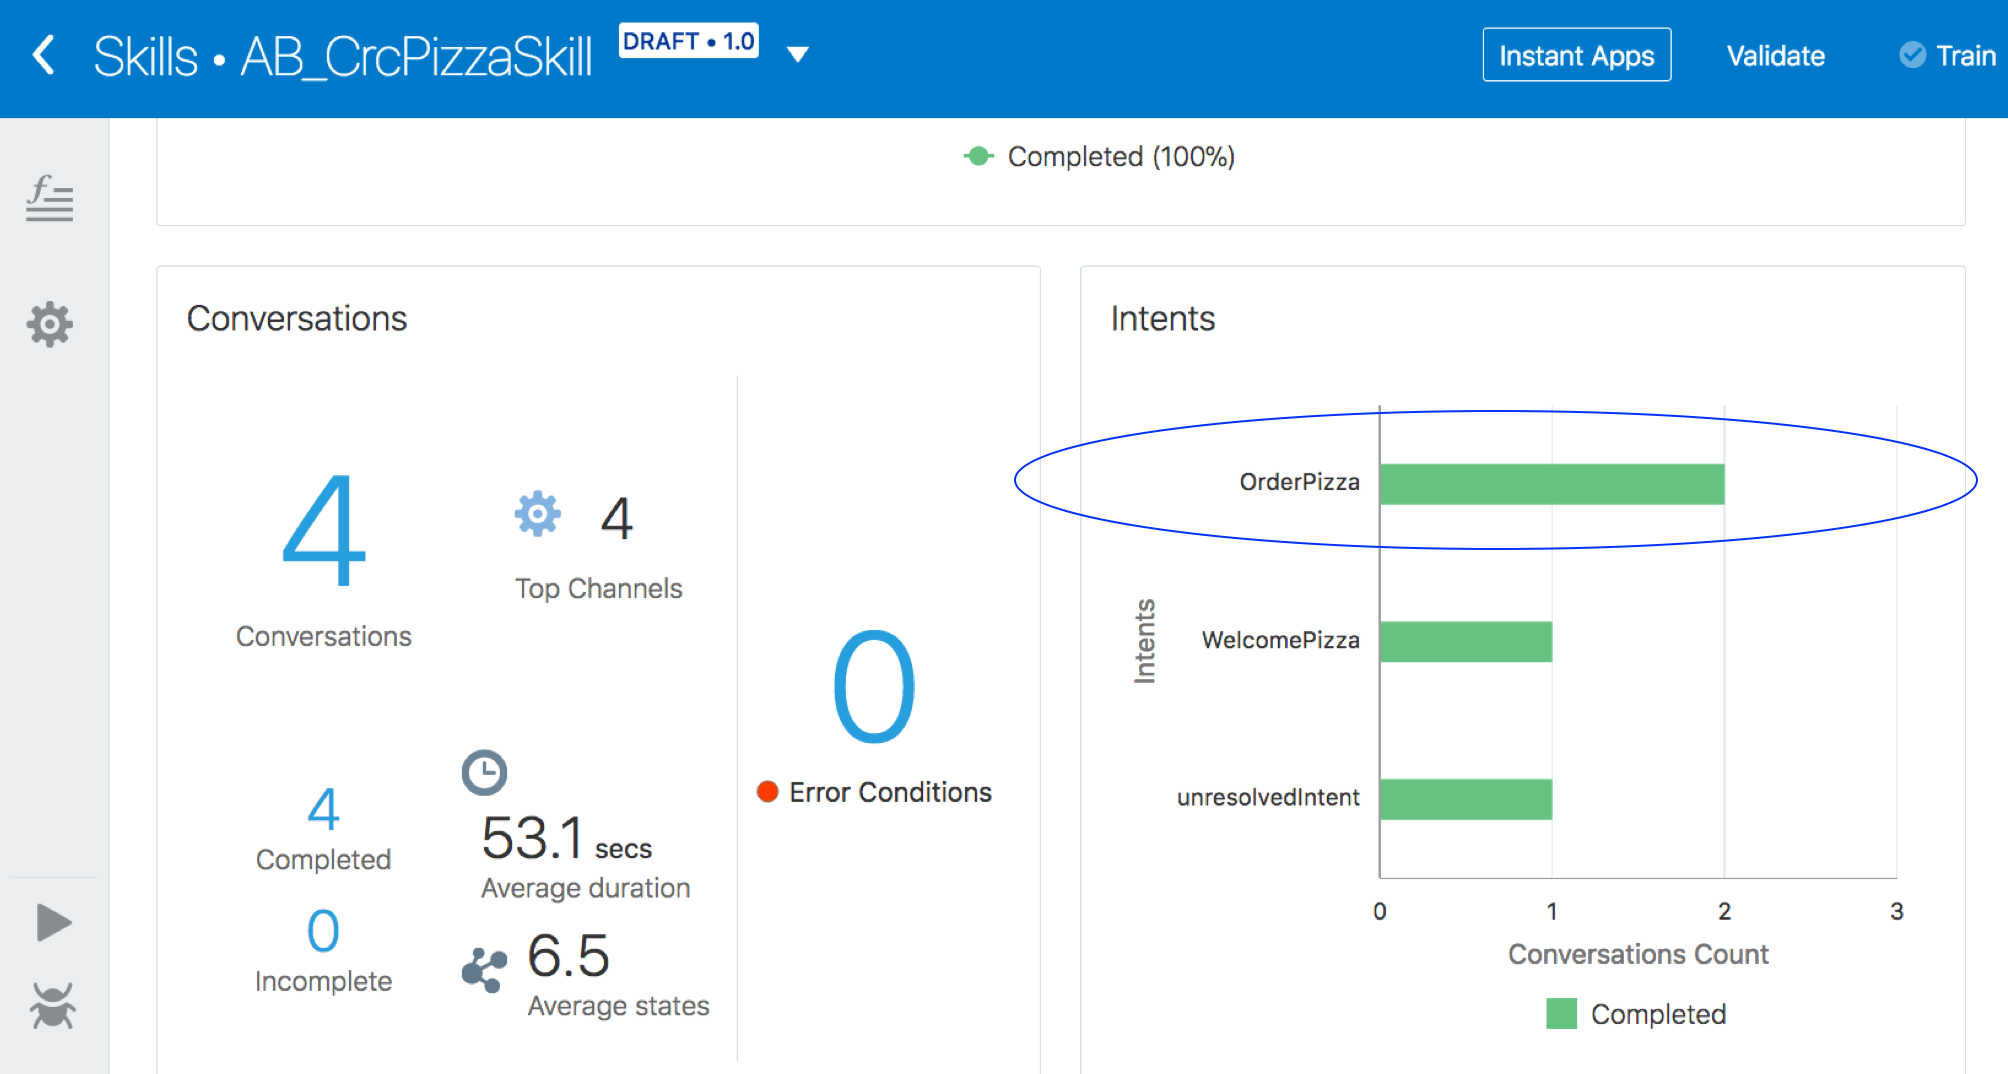 Skills • AB_CrcPizzaSkill DRAFT • 1.0
Instant Apps Validate Train
Completed (100%)
Conversations
4
Conversations
4
Top Channels
4
Completed
0
Incomplete
53.1 secs
Average duration
6.5
Average states
0
Error Conditions
Intents
Intents
OrderPizza
WelcomePizza
unresolvedIntent
0 1 2 3
Conversations Count
Completed